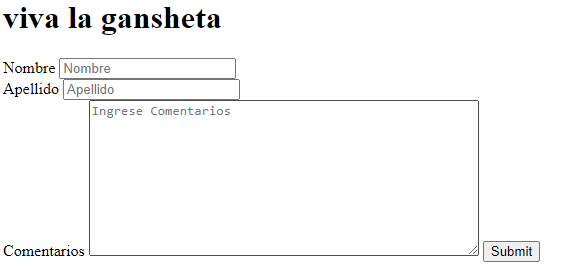 viva la gansheta
Nombre Nombre
Apellido Apellido
Ingrese Comentarios
Comentarios Submit